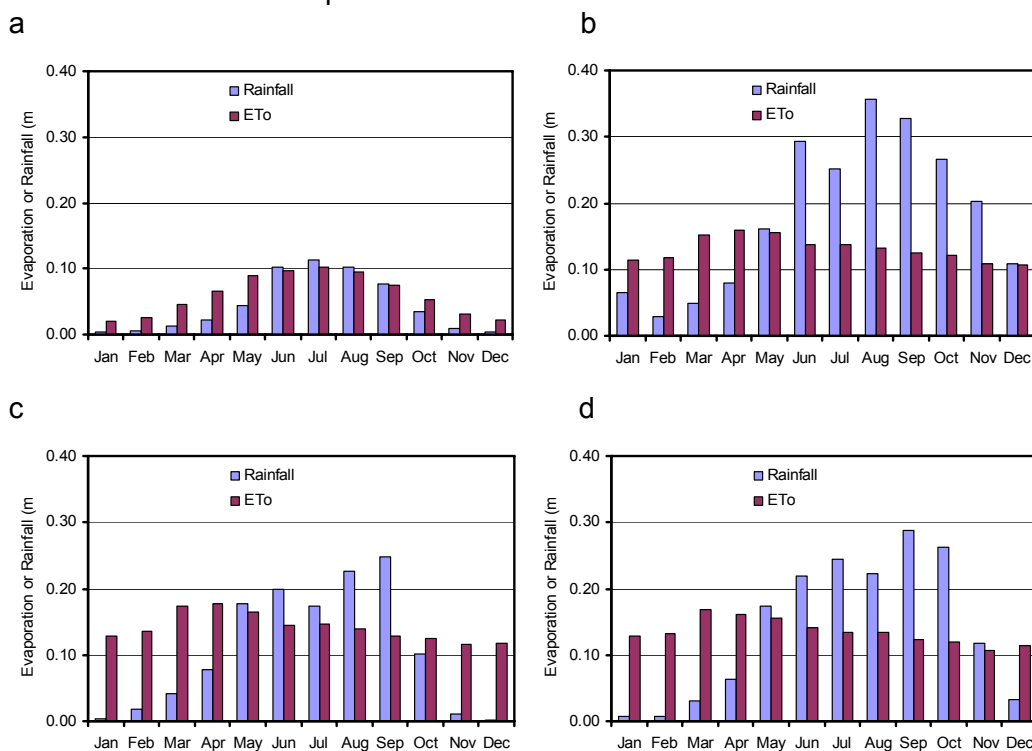 a
0.40
0.30
0.20
0.10
0.00
Evaporation or Rainfall (m
Rainfall
ETo
Jan Feb Mar Apr May Jun Jul Aug Sep Oct Nov Dec
b
0.40
0.30
0.20
0.10
0.00
Evaporation or Rainfall (m
Rainfall
ETo
Jan Feb Mar Apr May Jun Jul Aug Sep Oct Nov Dec
c
0.40
0.30
0.20
0.10
0.00
Evaporation or Rainfall (m
Rainfall
ETo
Jan Feb Mar Apr May Jun Jul Aug Sep Oct Nov Dec
d
0.40
0.30
0.20
0.10
0.00
Evaporation or Rainfall (m
Rainfall
ETo
Jan Feb Mar Apr May Jun Jul Aug Sep Oct Nov Dec